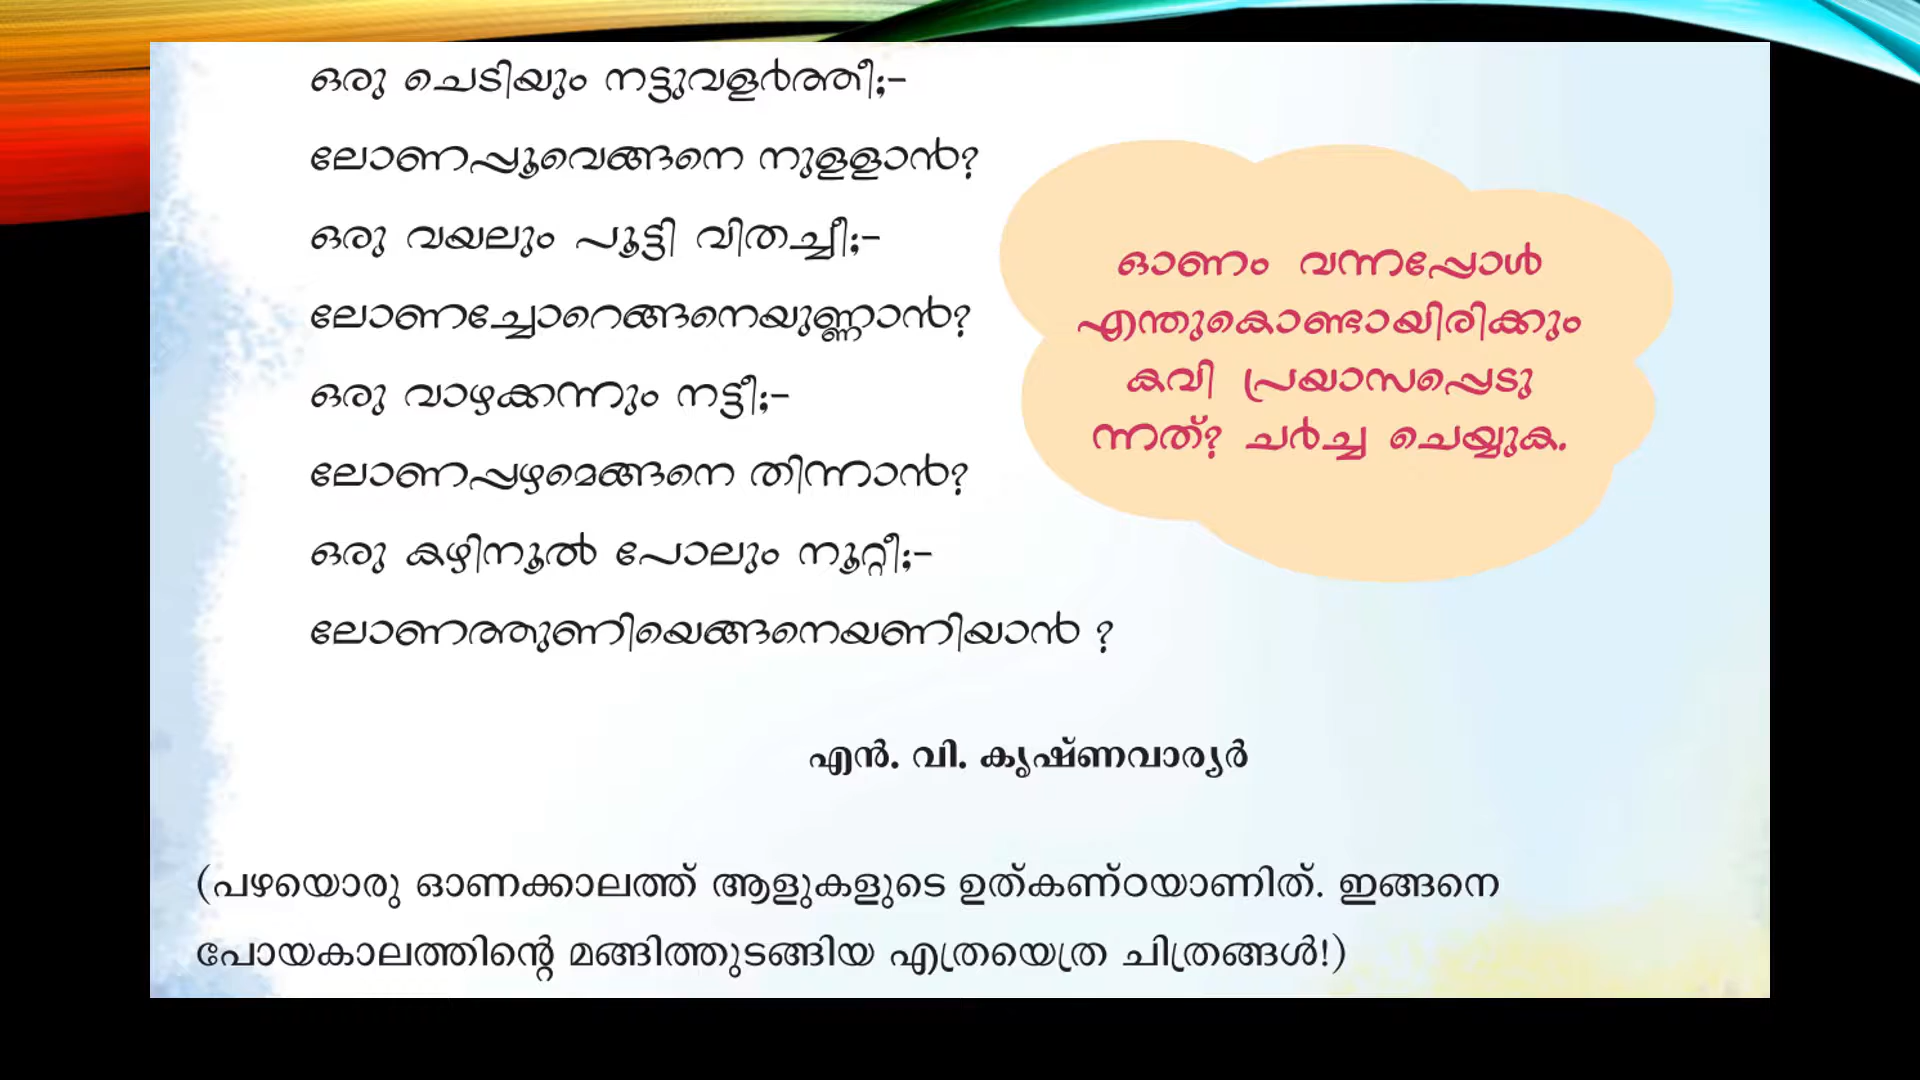 ഒരു ചെടിയും നട്ടുവളർത്തീ;-
ലോണപ്പൂവെങ്ങനെ നുള്ളാൻ?
ഒരു വയലും പൂട്ടി വിതച്ചീ;-
ലോണച്ചോറെങ്ങനെയുണ്ണാൻ?
ഒരു വാഴക്കന്നും നട്ടീ;-
ലോണപ്പഴമെങ്ങനെ തിന്നാൻ?
ഒരു കഴിനൂൽ പോലും നൂറ്റീ;-
ലോണത്തുണിയെങ്ങനെയണിയാൻ ?
എൻ. വി. കൃഷ്ണവാര്യർ
ഓണം വന്നപ്പോൾ
എന്തുകൊണ്ടായിരിക്കും
കവി പ്രയാസപ്പെടു
ന്നത്? ചർച്ച ചെയ്യുക.
(പഴയൊരു ഓണക്കാലത്ത് ആളുകളുടെ ഉത്കണ്ഠയാണിത്. ഇങ്ങനെ
പോയകാലത്തിന്റെ മങ്ങിത്തുടങ്ങിയ എത്രയെത്ര ചിത്രങ്ങൾ!)